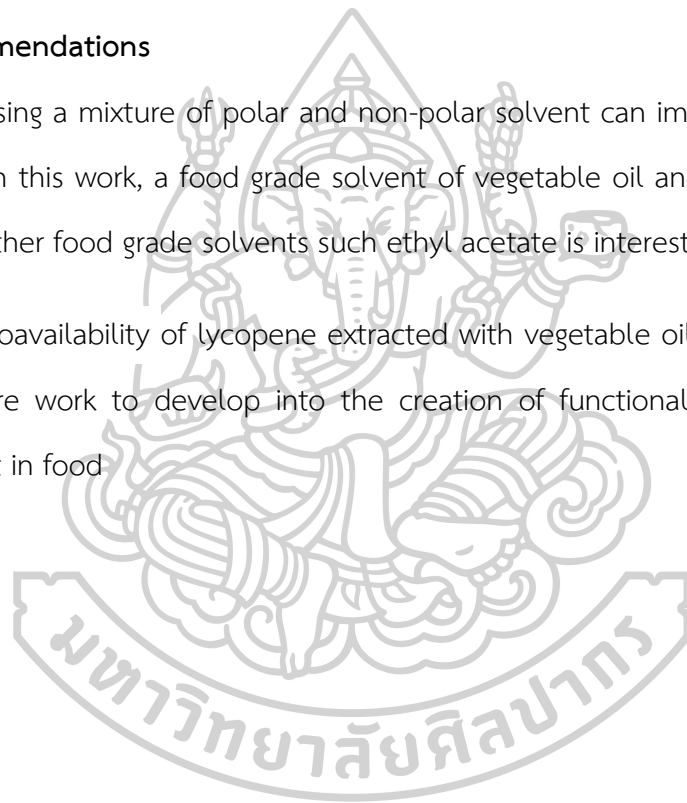 mendations
sing a mixture of polar and non-polar solvent can im
n this work, a food grade solvent of vegetable oil an
ther food grade solvents such ethyl acetate is interest
oavailability of lycopene extracted with vegetable oil
re work to develop into the creation of functional
t in food
มหาวิทยาลัยศิลปากร